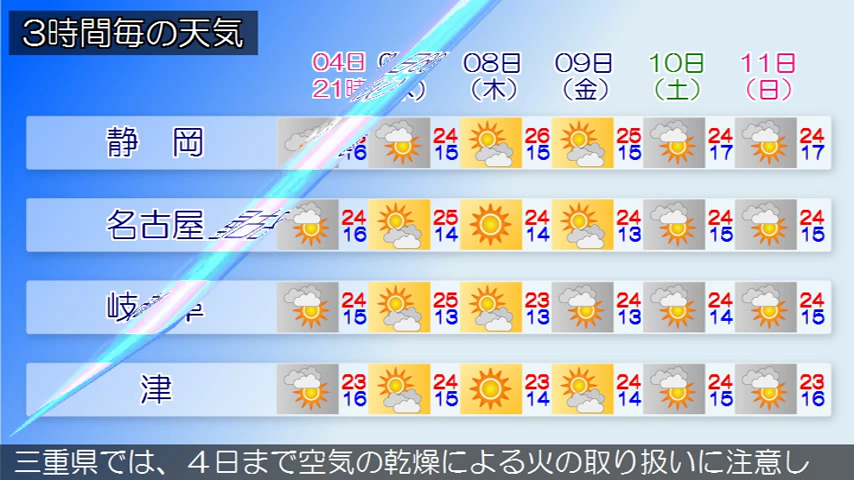 3時間毎の天気
04日 08日 09日 10日 11日
21時 （木） （金） （土） （日）
静岡 16 24 15 26 15 25 15 24 17 24 17
名古屋 24 16 25 14 24 14 24 13 24 15 24 15
岐阜 24 15 25 13 23 13 24 13 24 14 24 15
津 23 16 24 15 23 14 24 14 24 15 23 16
三重県では、４日まで空気の乾燥による火の取り扱いに注意し